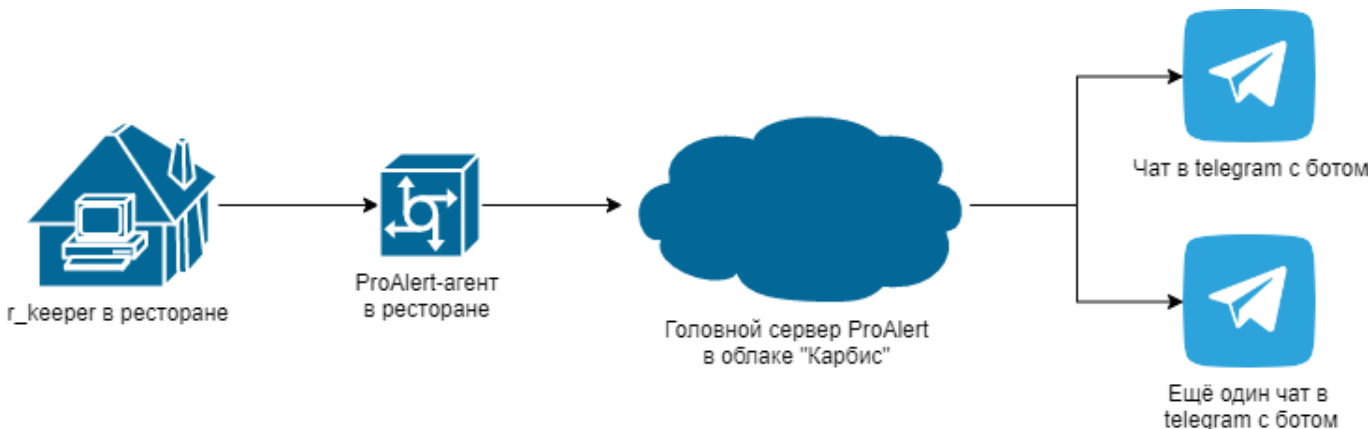 r_keeper в ресторане
ProAlert-агент
в ресторане
Головной сервер ProAlert
в облаке "Карбис"
Чат в telegram с ботом
Ещё один чат в
telegram с ботом